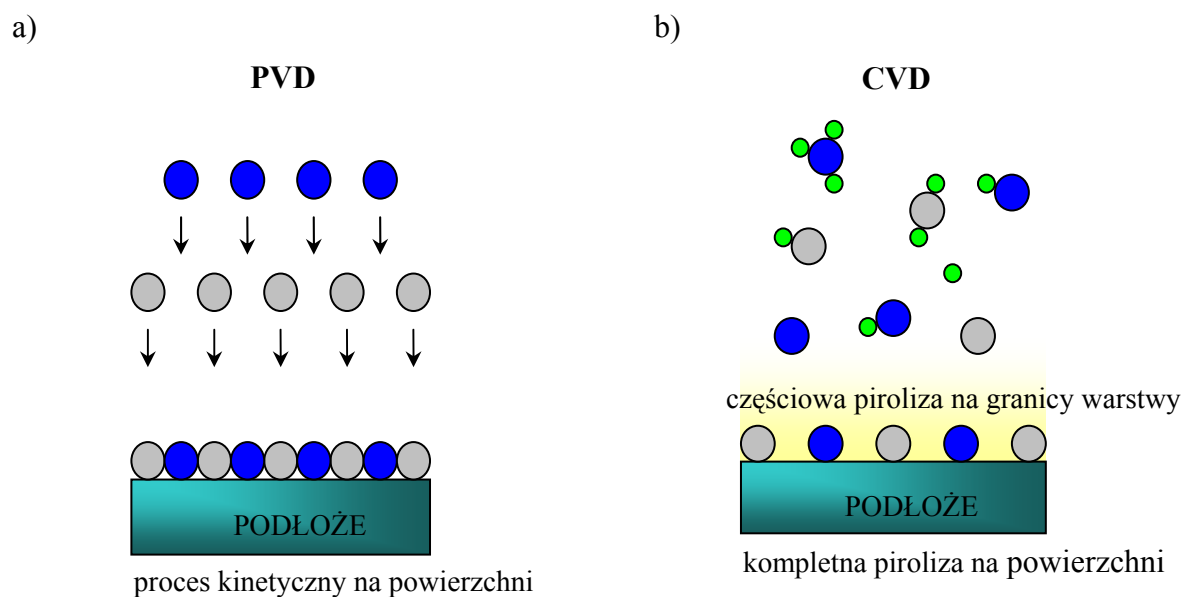 a)
PVD
PODŁOŻE
proces kinetyczny na powierzchni
b)
CVD
częściowa piroliza na granicy warstwy
PODŁOŻE
kompletna piroliza na powierzchni